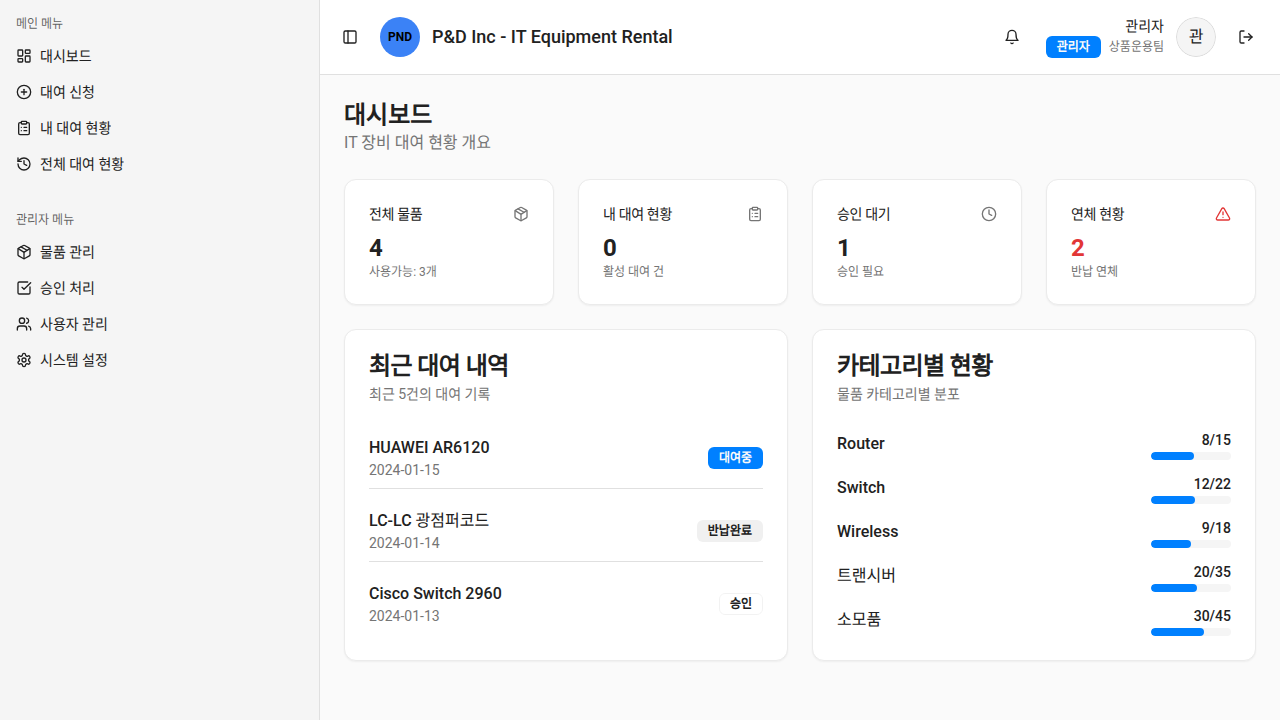 메인 메뉴
대시보드
대여 신청
내 대여 현황
전체 대여 현황
관리자 메뉴
물품 관리
승인 처리
사용자 관리
시스템 설정
PND
P&D Inc - IT Equipment Rental
관리자
관리자
상품운용팀
관
대시보드
IT 장비 대여 현황 개요
전체 물품
4
사용가능: 3개
내 대여 현황
0
활성 대여 건
승인 대기
1
승인 필요
연체 현황
2
반납 연체
최근 대여 내역
최근 5건의 대여 기록
HUAWEI AR6120
2024-01-15
대여중
LC-LC 광점퍼코드
2024-01-14
반납완료
Cisco Switch 2960
2024-01-13
승인
카테고리별 현황
물품 카테고리별 분포
Router
8/15
Switch
12/22
Wireless
9/18
트랜시버
20/35
소모품
30/45